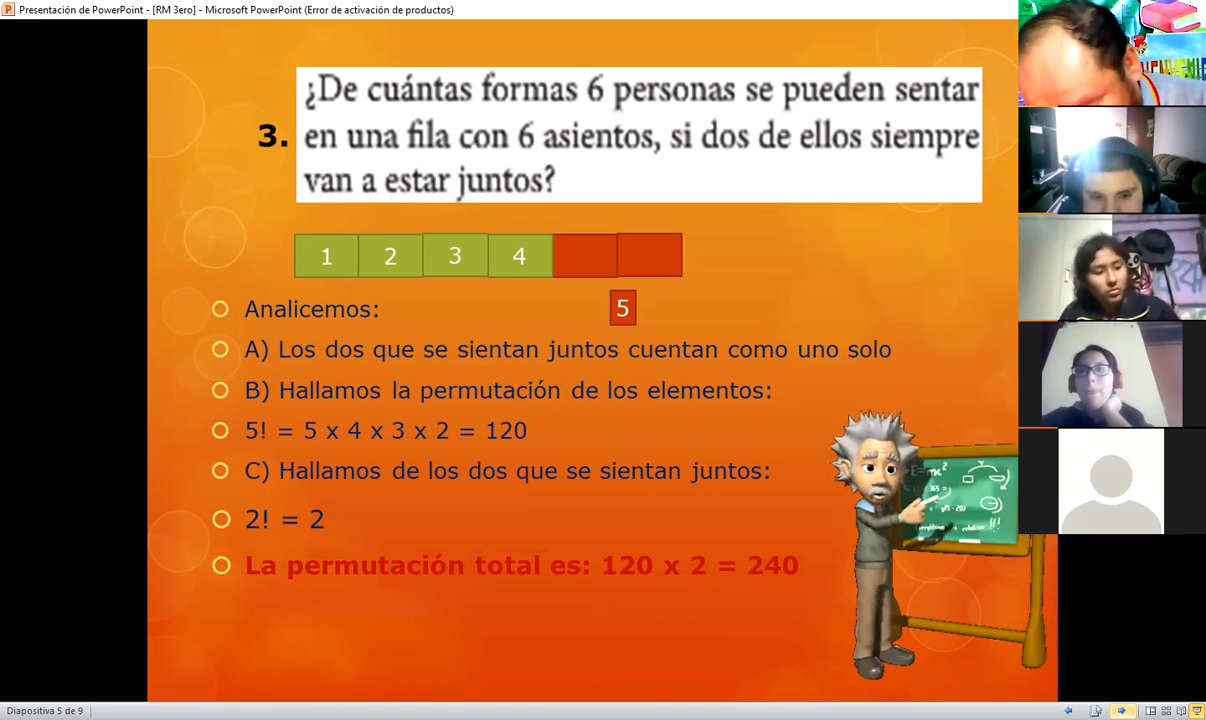 Presentación de PowerPoint - [RM 3ero] - Microsoft PowerPoint (Error de activación de productos)
¿De cuántas formas 6 personas se pueden sentar
3. en una fila con 6 asientos, si dos de ellos siempre
van a estar juntos?
1 2 3 4
5
Analicemos:
A) Los dos que se sientan juntos cuentan como uno solo
B) Hallamos la permutación de los elementos:
5! = 5 x 4 x 3 x 2 = 120
C) Hallamos de los dos que se sientan juntos:
2! = 2
La permutación total es: 120 x 2 = 240
E=mc²
Diapositiva 5 de 9